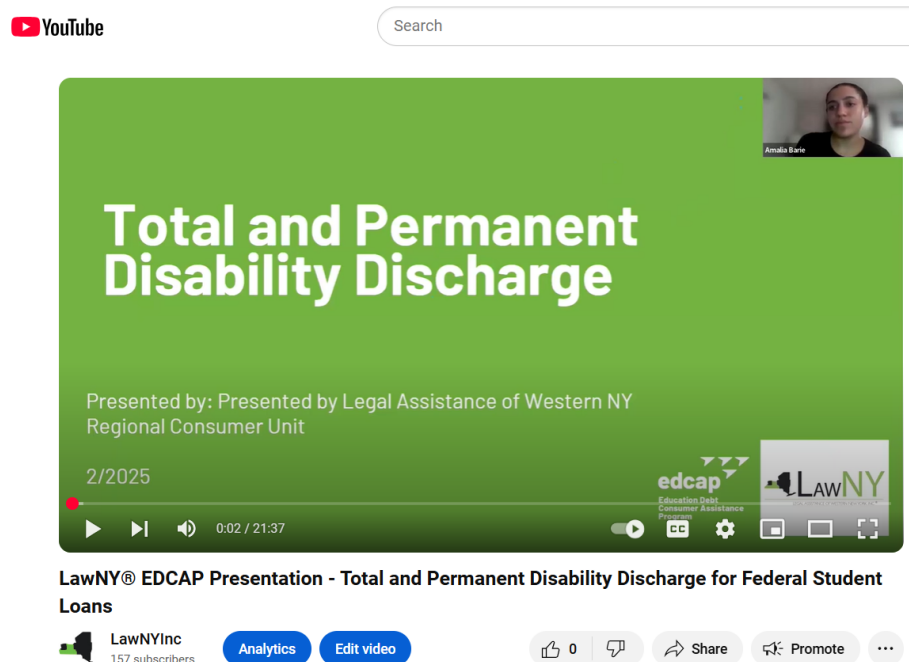 YouTube
Search
Amalia Barie
Total and Permanent
Disability Discharge
Presented by: Presented by Legal Assistance of Western NY
Regional Consumer Unit
2/2025
edcap
Education Debt
Consumer Assistance
Program
LAWNY
0:02 / 21:37
CC
LawNY® EDCAP Presentation - Total and Permanent Disability Discharge for Federal Student
Loans
LawNYInc
157 subscribers
Analytics
Edit video
0
Share
Promote